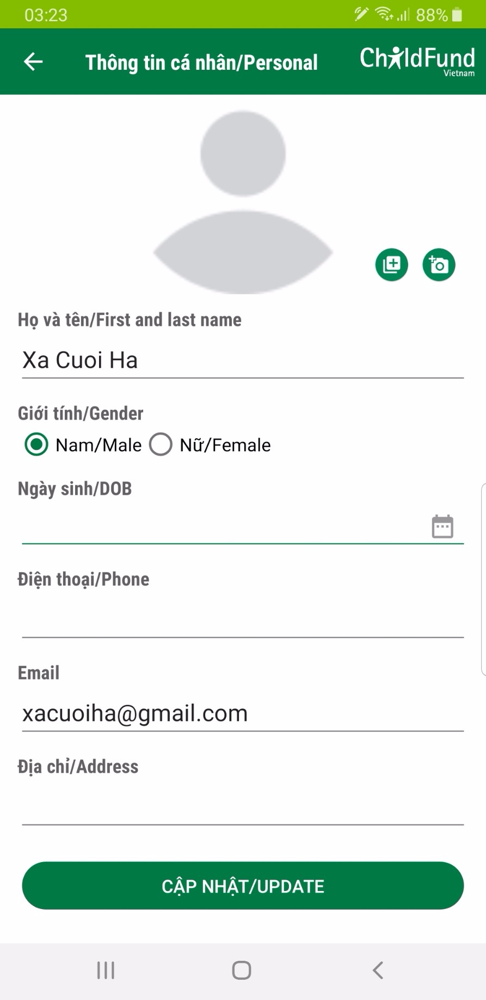 03:23 88%
Thông tin cá nhân/Personal
ChildFund
Vietnam
Họ và tên/First and last name
Xa Cuoi Ha
Giới tính/Gender
Nam/Male Nữ/Female
Ngày sinh/DOB
Điện thoại/Phone
Email
xacuoiha@gmail.com
Địa chỉ/Address
CẬP NHẬT/UPDATE